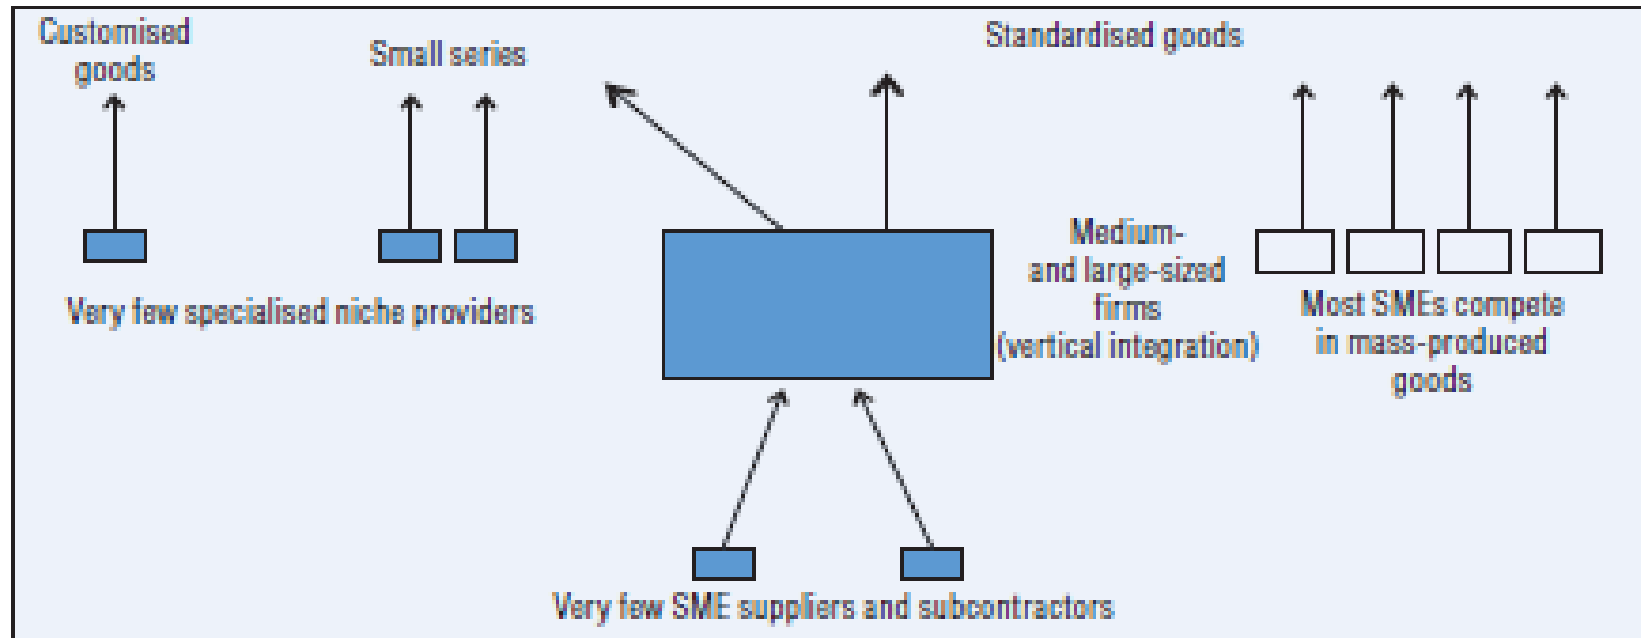 Customised
goods
Small series
Standardised goods
Very few specialised niche providers
Medium-
and large-sized
firms
(vertical integration)
Most SMEs compete
in mass-produced
goods
Very few SME suppliers and subcontractors